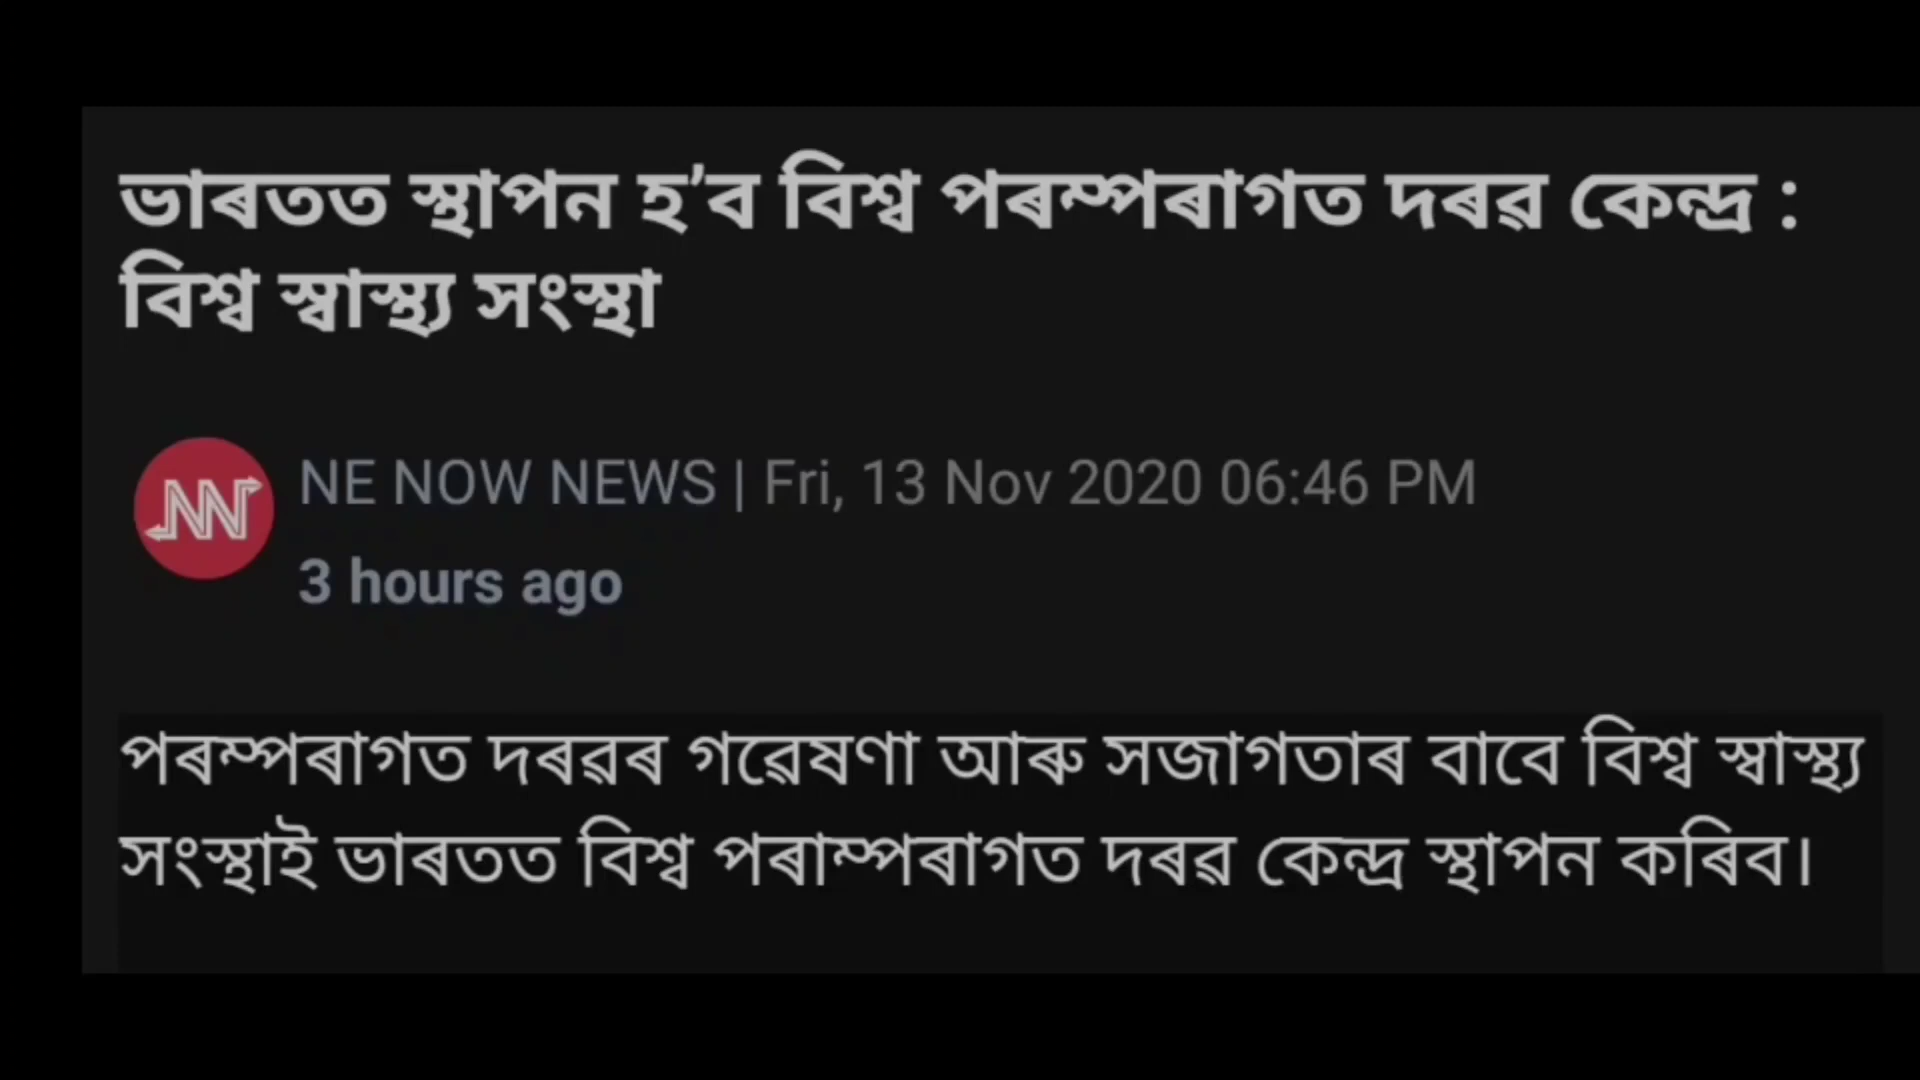 ভাৰতত স্থাপন হ'ব বিশ্ব পৰম্পৰাগত দৰৱ কেন্দ্ৰ :
বিশ্ব স্বাস্থ্য সংস্থা
NE NOW NEWS | Fri, 13 Nov 2020 06:46 PM
3 hours ago
পৰম্পৰাগত দৰৱৰ গৱেষণা আৰু সজাগতাৰ বাবে বিশ্ব স্বাস্থ্য
সংস্থাই ভাৰতত বিশ্ব পৰাম্পৰাগত দৰৱ কেন্দ্ৰ স্থাপন কৰিব।